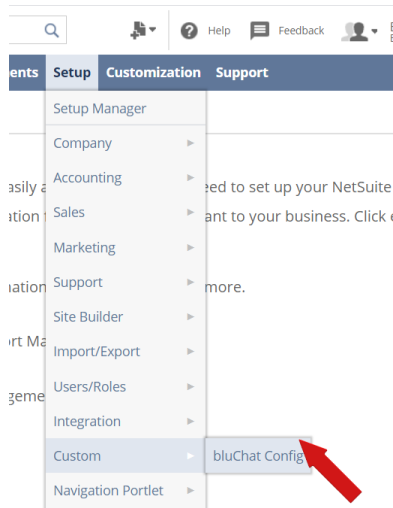 Help Feedback
ents Setup Customization Support
Setup Manager
Company
Accounting
Sales
Marketing
Support
Site Builder
Import/Export
Users/Roles
Integration
Custom
bluChat Config
Navigation Portlet
asily a
eed to set up your NetSuite
ation
ant to your business. Click
nation
more.
ort Ma
geme